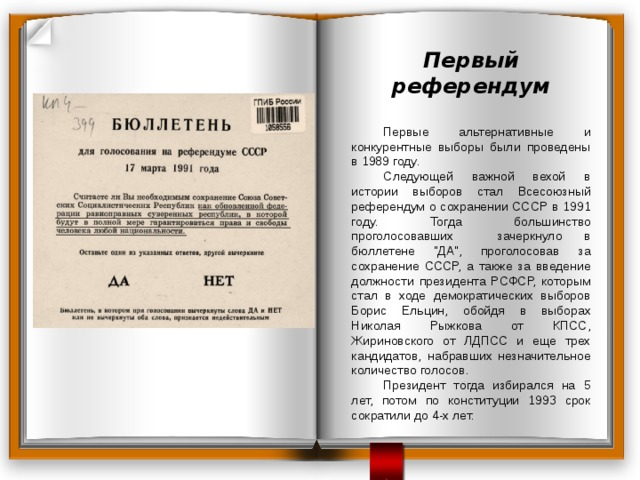 КП4-
399
ГПИБ России
1058556
БЮЛЛЕТЕНЬ
для голосования на референдуме СССР
17 марта 1991 года
Считаете ли Вы необходимым сохранение Союза Совет-
ских Социалистических Республик как обновленной феде-
рации равноправных суверенных республик, в которой
будут в полной мере гарантироваться права и свободы
человека любой национальности.
Оставьте один из указанных ответов, другой вычеркните
ДА НЕТ
Бюллетень, в котором при голосовании вычеркнуты слова ДА и НЕТ
или не вычеркнуты оба слова, признается недействительным
Первый
референдум
Первые альтернативные и
конкурентные выборы были проведены
в 1989 году.
Следующей важной вехой в
истории выборов стал Всесоюзный
референдум о сохранении СССР в 1991
году. Тогда большинство
проголосовавших зачеркнуло в
бюллетене "ДА", проголосовав за
сохранение СССР, а также за введение
должности президента РСФСР, которым
стал в ходе демократических выборов
Борис Ельцин, обойдя в выборах
Николая Рыжкова от КПСС,
Жириновского от ЛДПСС и еще трех
кандидатов, набравших незначительное
количество голосов.
Президент тогда избирался на 5
лет, потом по конституции 1993 срок
сократили до 4-х лет.